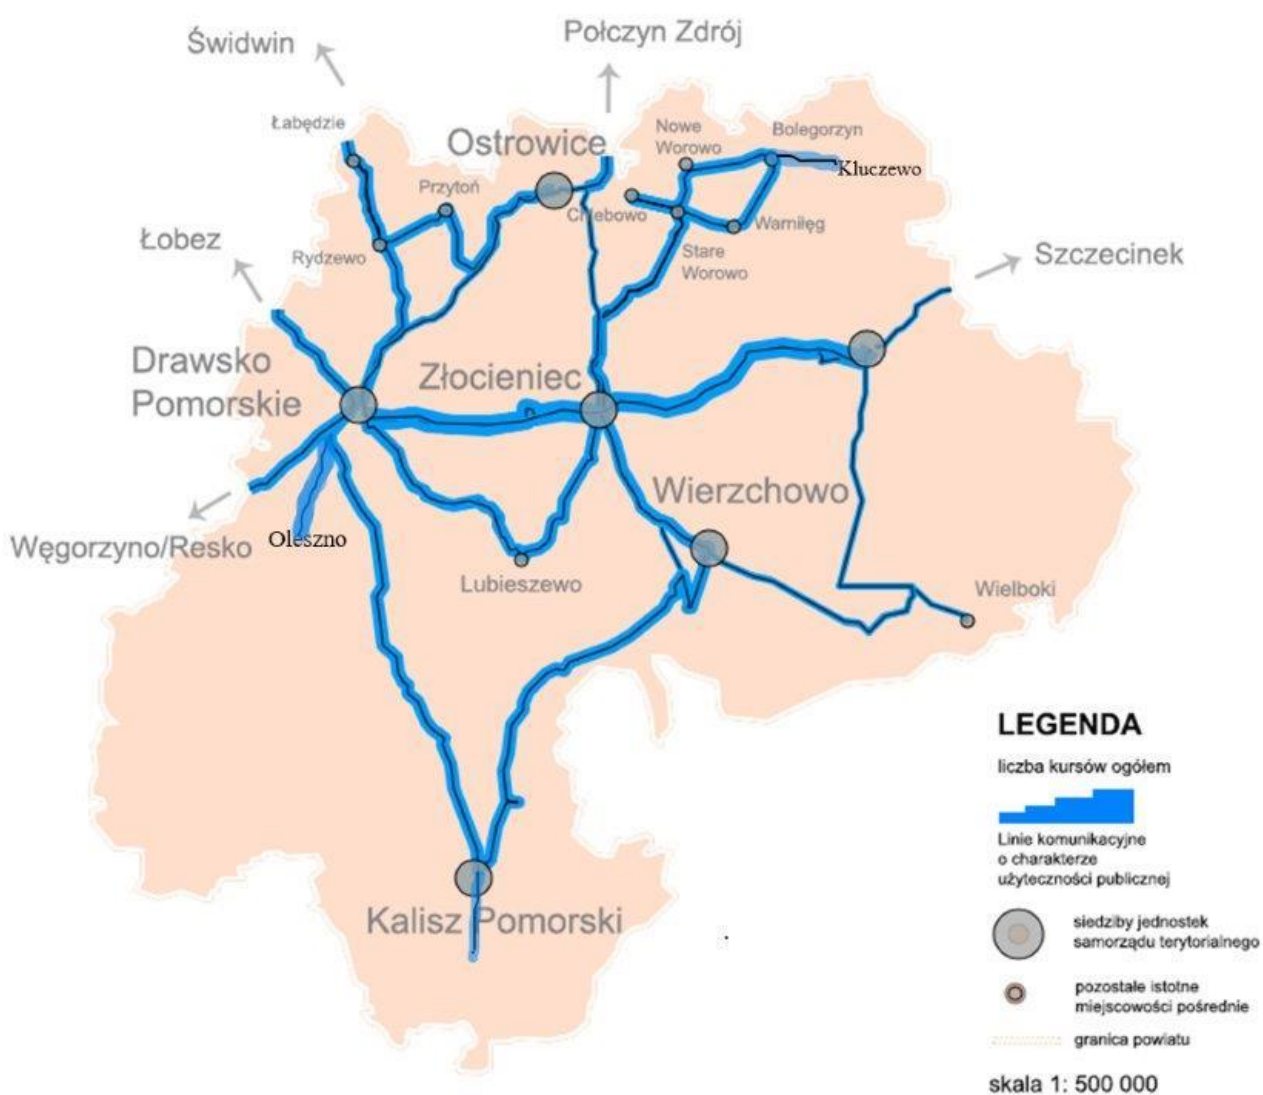 Świdwin
Połczyn Zdrój
Łabędzie
Ostrowice
Nowe
Worowo
Bolegorzyn
Kluczewo
Przytoń
Chlebowo
Warniłęg
Łobez
Rydzewo
Stare
Worowo
Szczecinek
Drawsko
Pomorskie
Złocieniec
Wierzchowo
Węgorzyno/Resko
Oleszno
Lubieszewo
Wielboki
Kalisz Pomorski
LEGENDA
liczba kursów ogółem
Linie komunikacyjne
o charakterze
użyteczności publicznej
siedziby jednostek
samorządu terytorialnego
pozostałe istotne
miejscowości pośrednie
granica powiatu
skala 1: 500 000